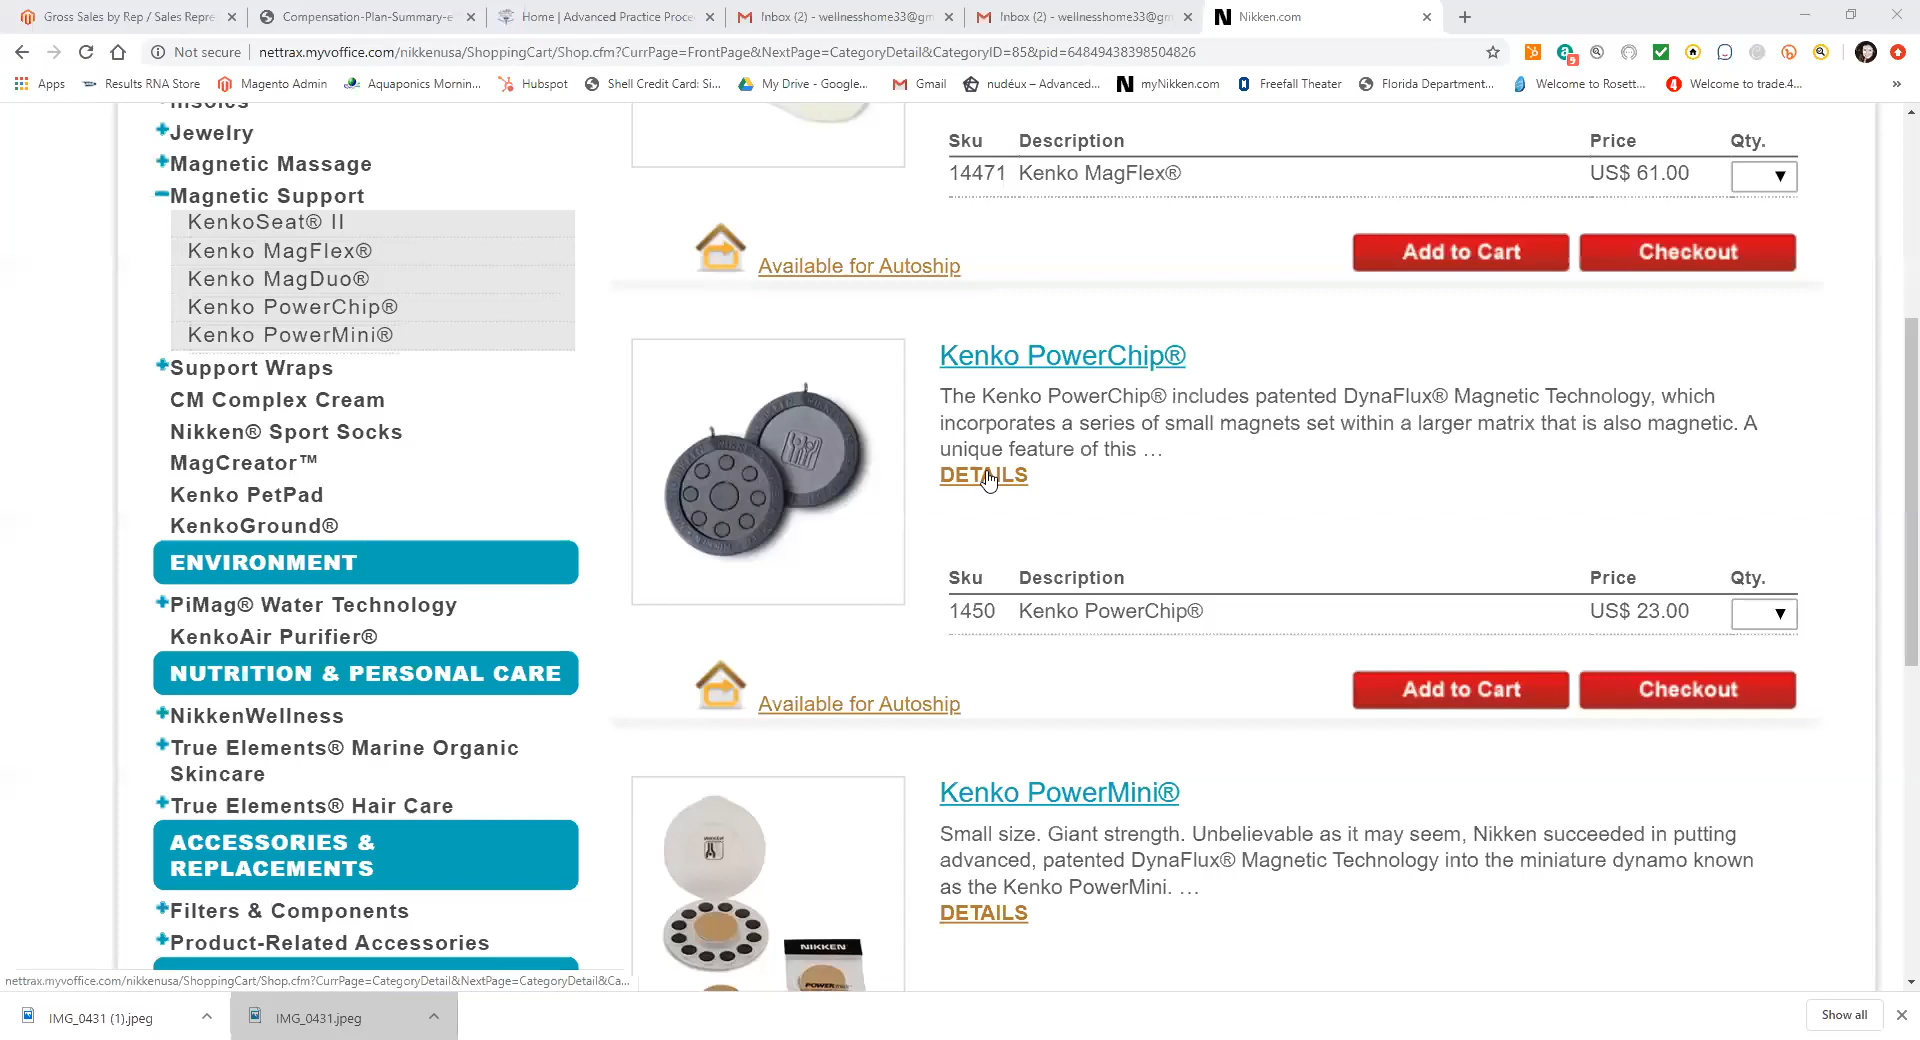 Gross Sales by Rep / Sales Repre
Compensation-Plan-Summary-e
Home | Advanced Practice Proce
Inbox (2) - wellnesshome33@gm
Inbox (2) - wellnesshome33@gm
Nikken.com
Not secure
nettrax.myvoffice.com/nikkenusa/ShoppingCart/Shop.cfm?CurrPage=FrontPage&NextPage=CategoryDetail&CategoryID=85&pid=64849438398504826
9
Apps
Results RNA Store
Magento Admin
Aquaponics Mornin...
Hubspot
Shell Credit Card: Si...
My Drive - Google...
Gmail
nudéux – Advanced...
myNikken.com
Freefall Theater
Florida Department...
Welcome to Rosett...
Welcome to trade.4...
»
Insoles
Jewelry
Magnetic Massage
Magnetic Support
KenkoSeat® II
Kenko MagFlex®
Kenko MagDuo®
Kenko PowerChip®
Kenko PowerMini®
Support Wraps
CM Complex Cream
Nikken® Sport Socks
MagCreator™
Kenko PetPad
KenkoGround®
ENVIRONMENT
PiMag® Water Technology
KenkoAir Purifier®
NUTRITION & PERSONAL CARE
NikkenWellness
True Elements® Marine Organic
Skincare
True Elements® Hair Care
ACCESSORIES &
REPLACEMENTS
Filters & Components
Product-Related Accessories
Sku Description Price Qty.
14471 Kenko MagFlex® US$ 61.00
Available for Autoship
Add to Cart
Checkout
Kenko PowerChip®
The Kenko PowerChip® includes patented DynaFlux® Magnetic Technology, which
incorporates a series of small magnets set within a larger matrix that is also magnetic. A
unique feature of this …
DETAILS
Sku Description Price Qty.
1450 Kenko PowerChip® US$ 23.00
Available for Autoship
Add to Cart
Checkout
Kenko PowerMini®
Small size. Giant strength. Unbelievable as it may seem, Nikken succeeded in putting
advanced, patented DynaFlux® Magnetic Technology into the miniature dynamo known
as the Kenko PowerMini. …
DETAILS
NIKKEN
nettrax.myvoffice.com/nikkenusa/ShoppingCart/Shop.cfm?CurrPage=CategoryDetail&NextPage=CategoryDetail&Ca...
IMG_0431 (1).jpeg
IMG_0431.jpeg
Show all